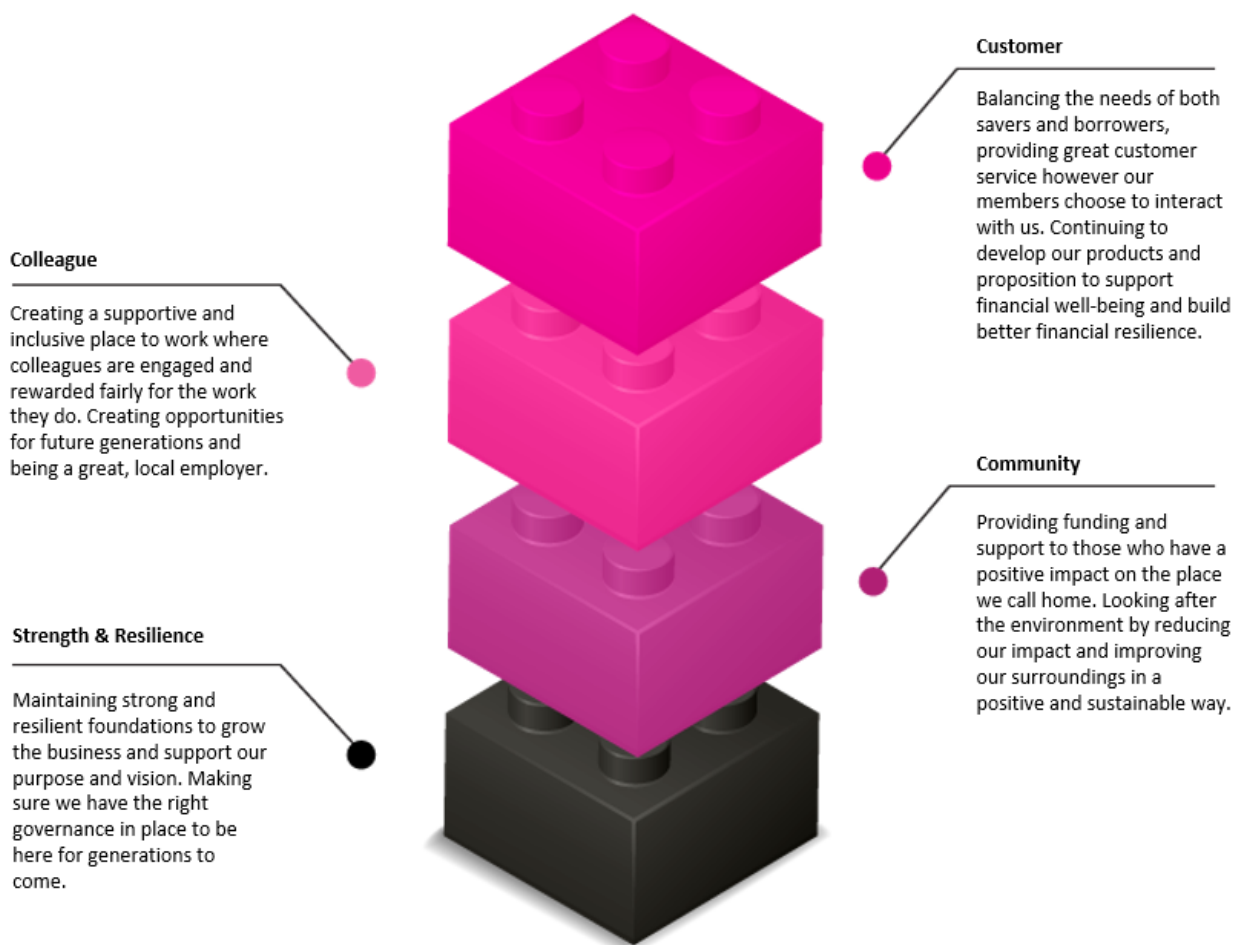 Customer
Balancing the needs of both
savers and borrowers,
providing great customer
service however our
members choose to interact
with us. Continuing to
develop our products and
proposition to support
financial well-being and build
better financial resilience.
Colleague
Creating a supportive and
inclusive place to work where
colleagues are engaged and
rewarded fairly for the work
they do. Creating opportunities
for future generations and
being a great, local employer.
Community
Providing funding and
support to those who have a
positive impact on the place
we call home. Looking after
the environment by reducing
our impact and improving
our surroundings in a
positive and sustainable way.
Strength & Resilience
Maintaining strong and
resilient foundations to grow
the business and support our
purpose and vision. Making
sure we have the right
governance in place to be
here for generations to
come.